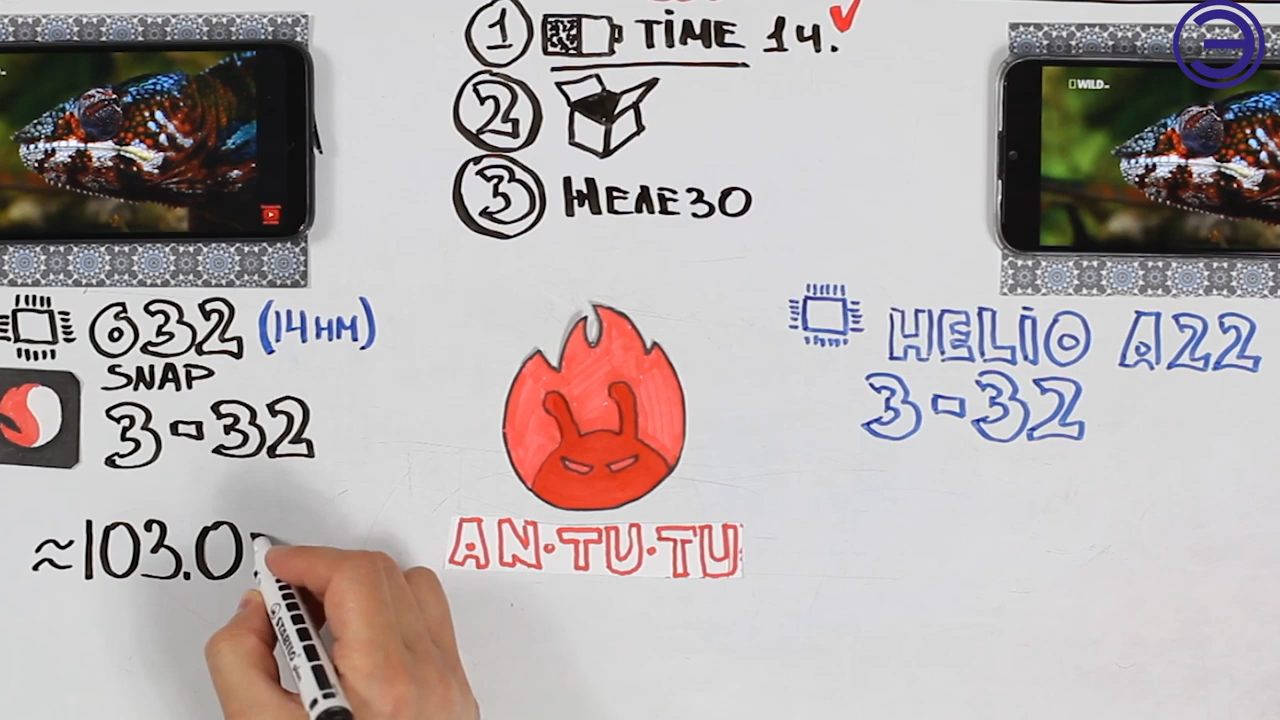 1 TIME 14.
2
3 ЖЕЛЕЗО
WILD
632 (14НМ)
SNAP
3-32
HELIO A22
3-32
≈103.0
AN·TU·TU
STABILO
Э